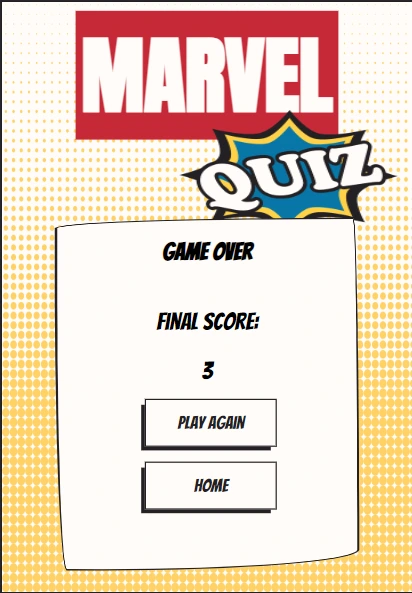 MARVEL
QUIZ
GAME OVER
FINAL SCORE:
3
PLAY AGAIN
HOME